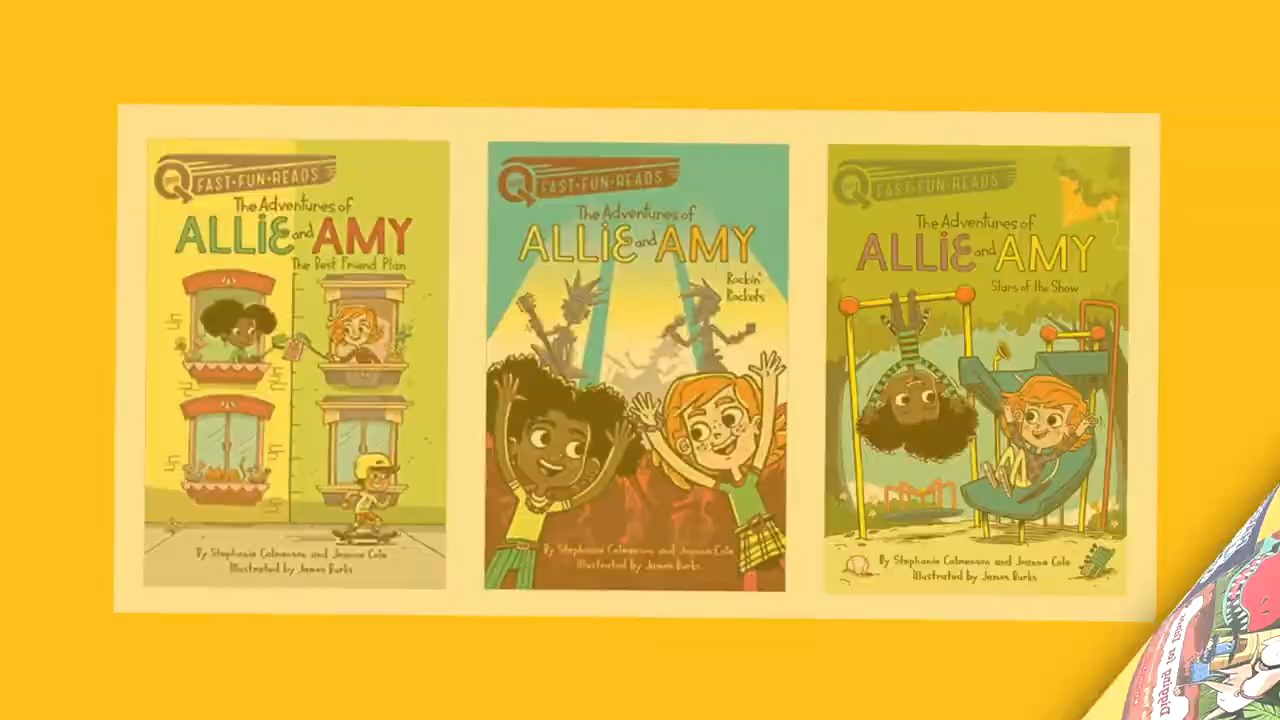 FAST•FUN•READS
The Adventures of
ALLiE and AMY
The Best Friend Plan
By Stephanie Calmenson and Joanna Cole
Illustrated by James Burks
FAST•FUN•READS
The Adventures of
ALLiE and AMY
Rockin'
Rockets
By Stephanie Calmenson and Joanna Cole
Illustrated by James Burks
FAST•FUN•READS
The Adventures of
ALLiE and AMY
Stars of the Show
By Stephanie Calmenson and Joanna Cole
Illustrated by James Burks
Digging for Dinos